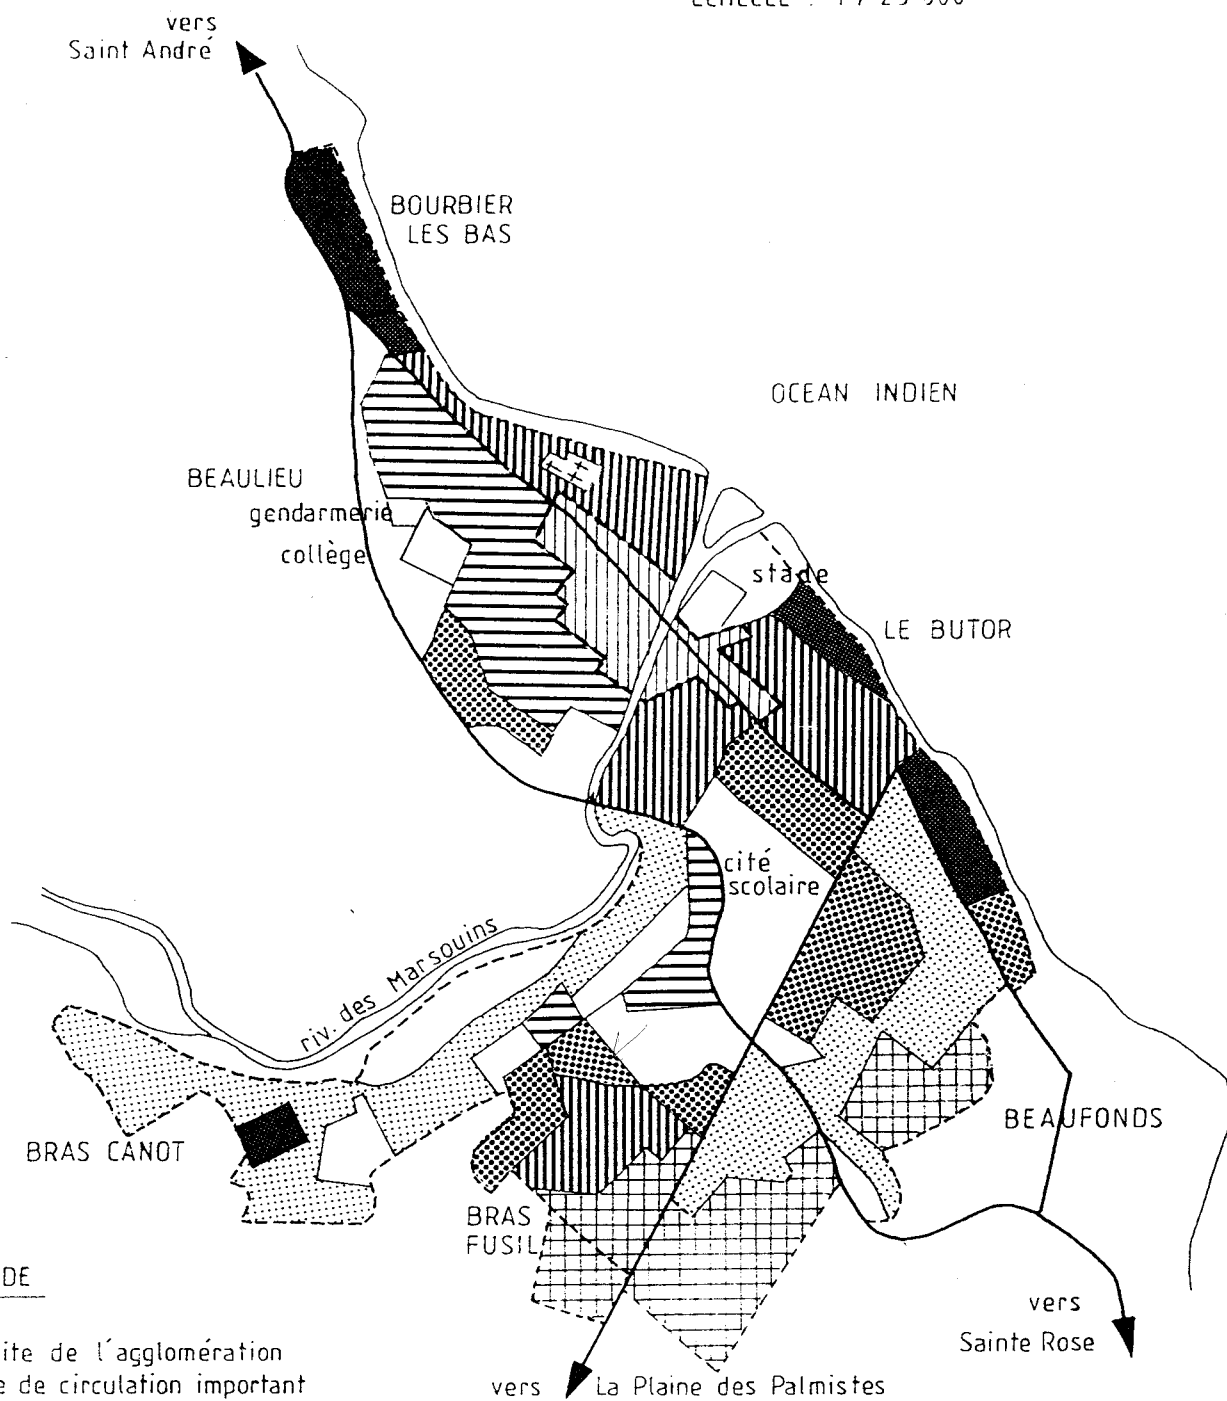 vers
Saint André
BOURBIER
LES BAS
OCEAN INDIEN
BEAULIEU
gendarmerie
collège
stade
LE BUTOR
cité
scolaire
riv. des Marsouins
BRAS CANOT
BEAUFONDS
BRAS
FUSIL
DE
vers
Sainte Rose
ite de l'agglomération
e de circulation important
vers La Plaine des Palmistes